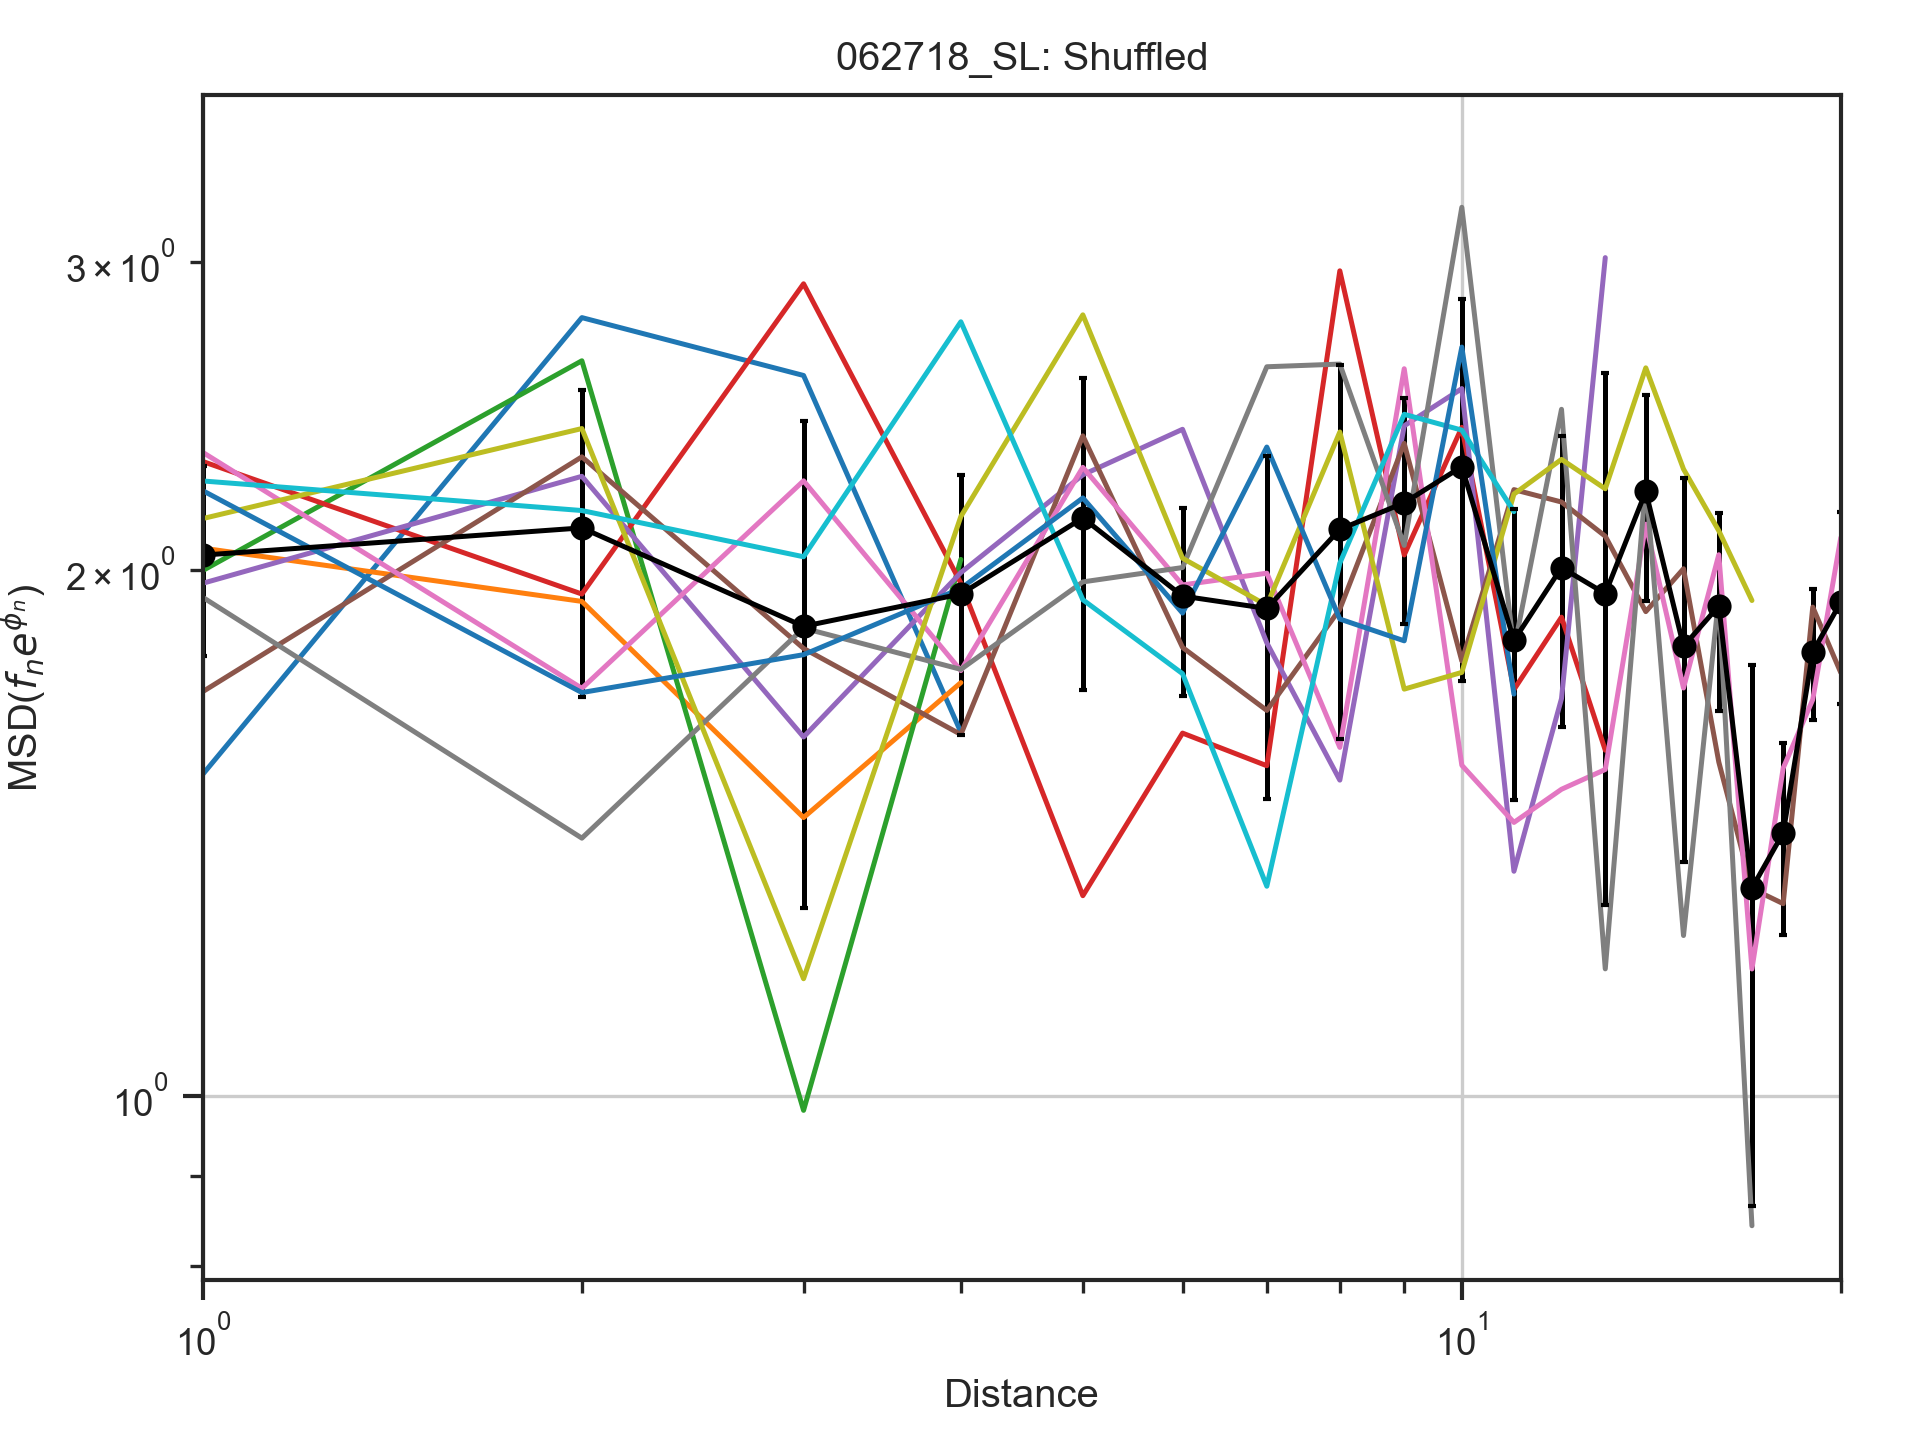 062718_SL: Shuffled
MSD(fₙe^ϕₙ)
3 × 10⁰
2 × 10⁰
10⁰
10⁰
10¹
Distance